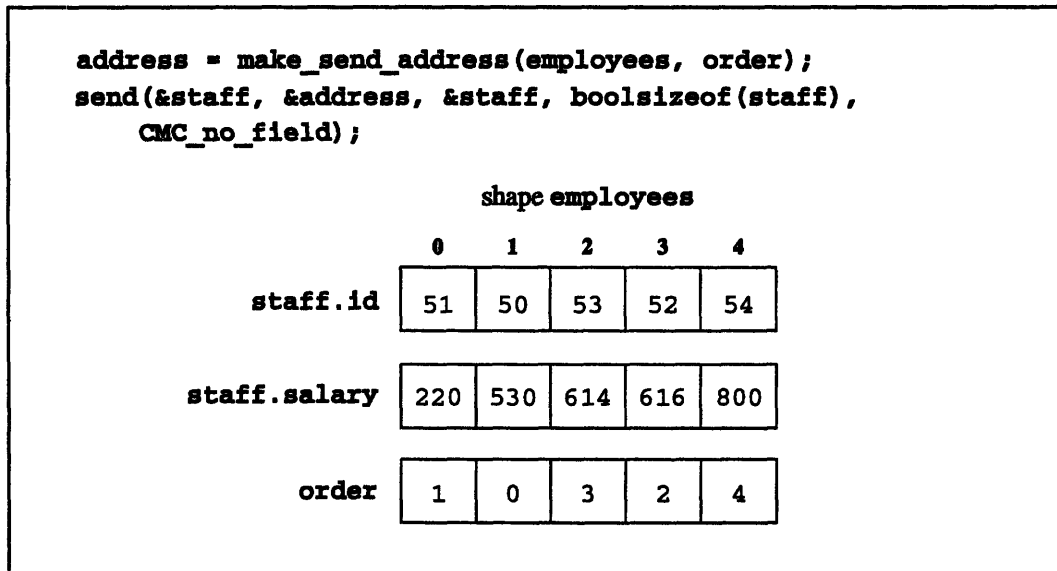 address = make_send_address(employees, order);
send(&staff, &address, &staff, boolsizeof(staff),
CMC_no_field);
shape employees
0 1 2 3 4
staff.id 51 50 53 52 54
staff.salary 220 530 614 616 800
order 1 0 3 2 4